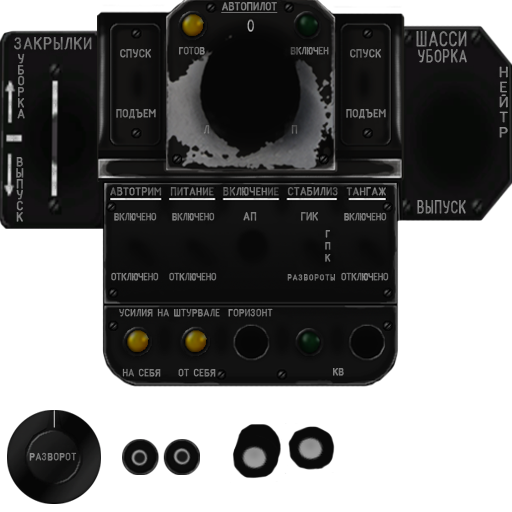 АВТОПИЛОТ
0
ГОТОВ
ВКЛЮЧЕН
Л
П
ЗАКРЫЛКИ
УБОРКА
ВЫПУСК
СПУСК
ПОДЪЕМ
СПУСК
ПОДЪЕМ
ШАССИ
УБОРКА
НЕЙТР
ВЫПУСК
АВТОТРИМ ПИТАНИЕ ВКЛЮЧЕНИЕ СТАБИЛИЗ ТАНГАЖ
ВКЛЮЧЕНО ВКЛЮЧЕНО АП ГИК ВКЛЮЧЕНО
ГПК
ОТКЛЮЧЕНО ОТКЛЮЧЕНО РАЗВОРОТЫ ОТКЛЮЧЕНО
УСИЛИЯ НА ШТУРВАЛЕ ГОРИЗОНТ
НА СЕБЯ ОТ СЕБЯ КВ
РАЗВОРОТ